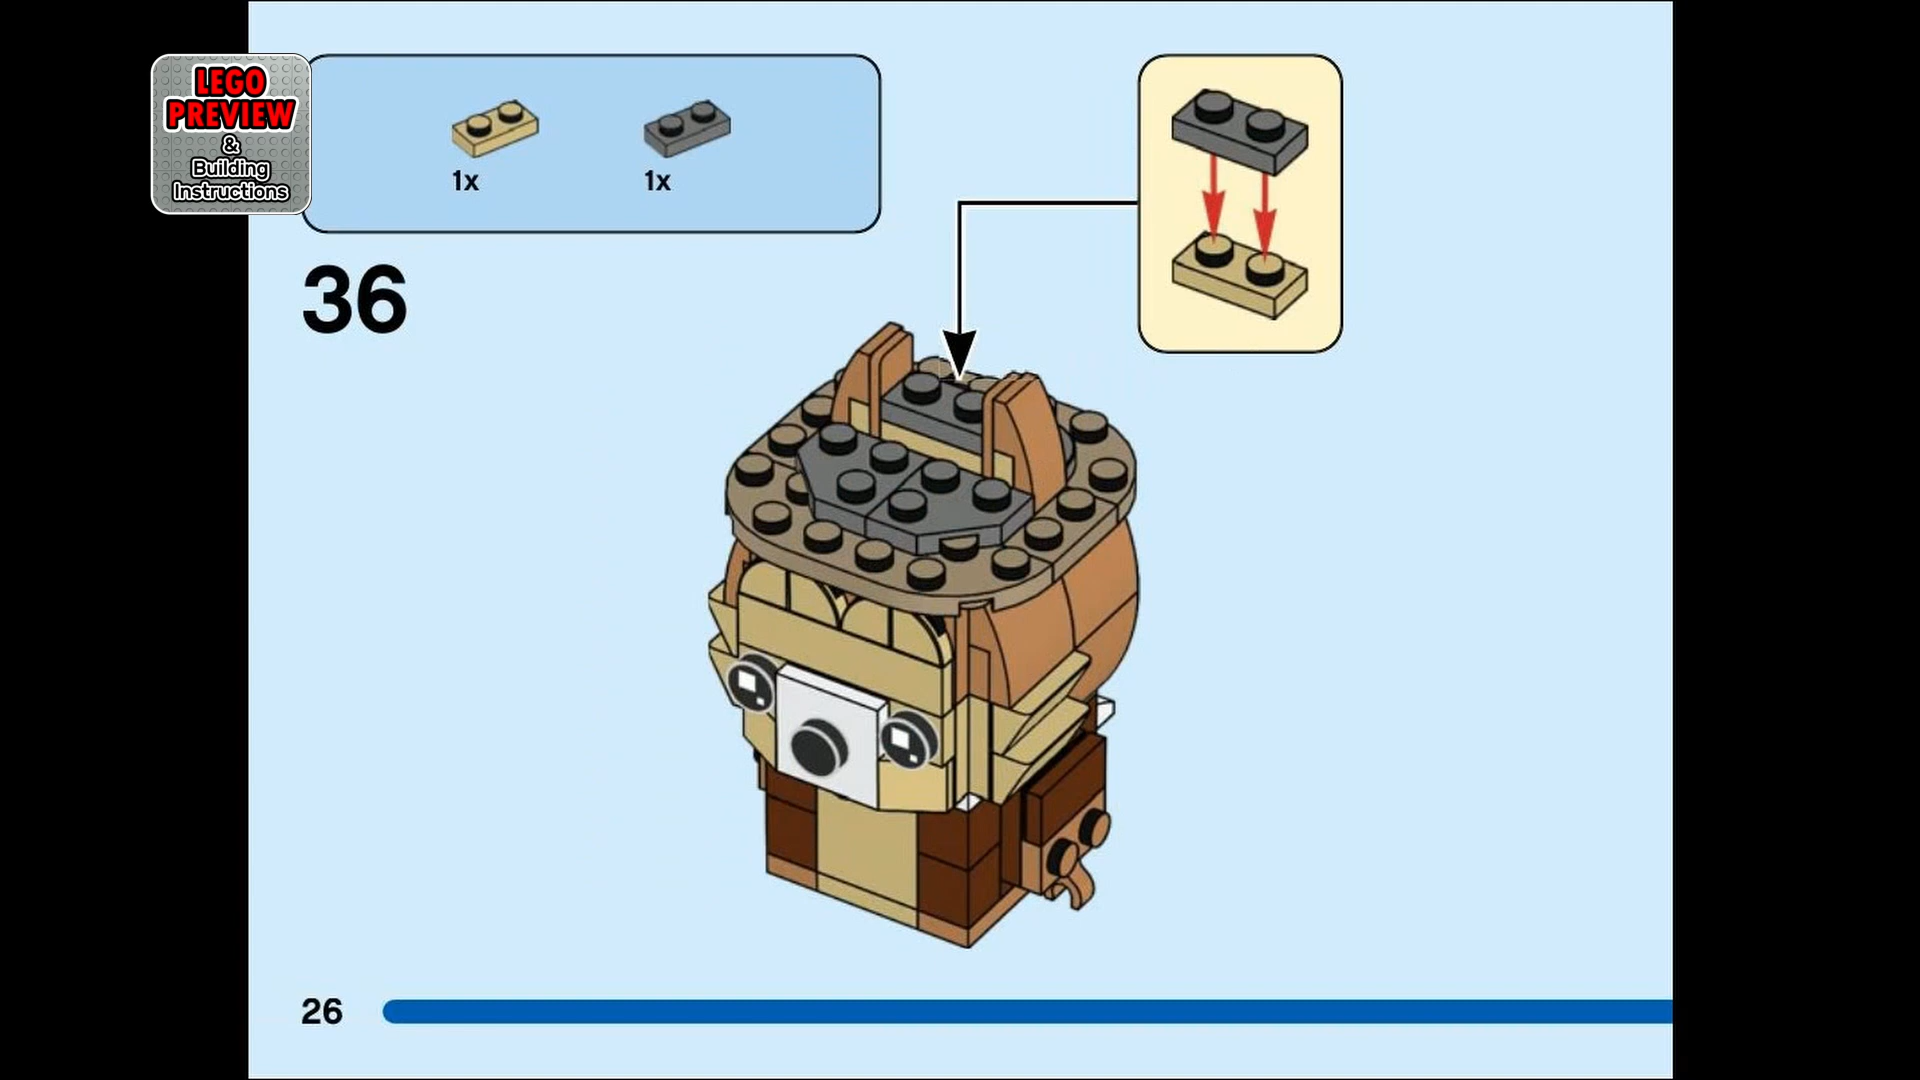 LEGO
PREVIEW
&
Building
Instructions
1x 1x
36
26